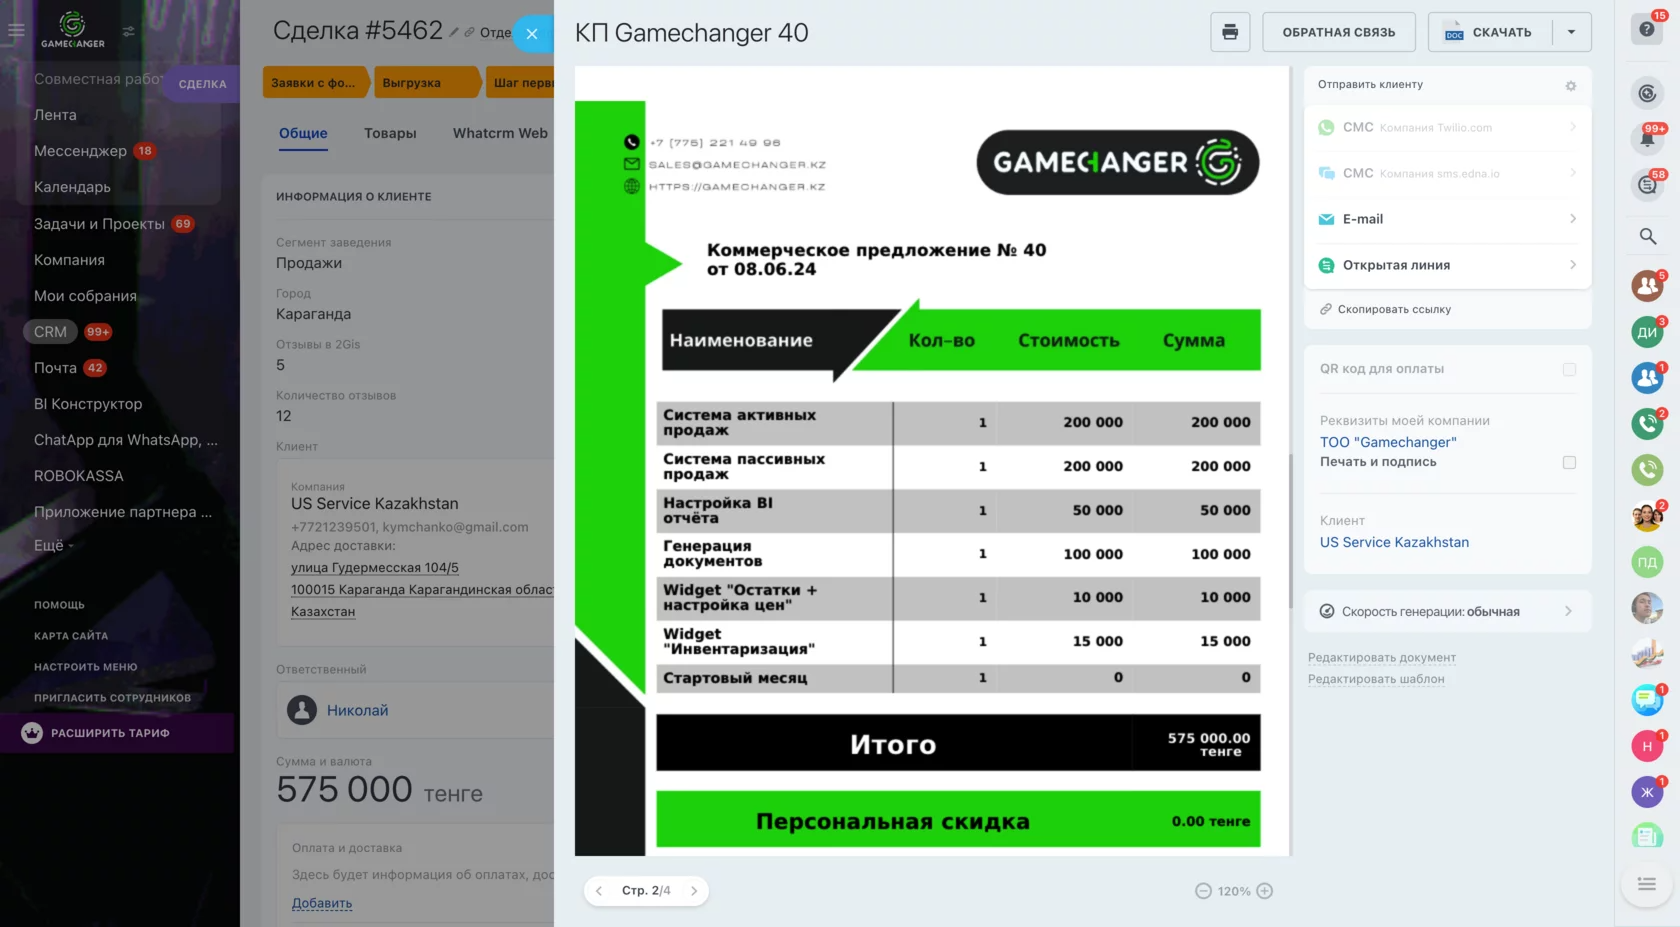 GAMECHANGER
Совместная работ
СДЕЛКА
Лента
Мессенджер 18
Календарь
Задачи и Проекты 69
Компания
Мои собрания
CRM 99+
Почта 42
BI Конструктор
ChatApp для WhatsApp, ...
ROBOKASSA
Приложение партнера ...
Ещё
ПОМОЩЬ
КАРТА САЙТА
НАСТРОИТЬ МЕНЮ
ПРИГЛАСИТЬ СОТРУДНИКОВ
РАСШИРИТЬ ТАРИФ
Сделка #5462 Отде
Заявки с фо... Выгрузка Шаг перв
Общие Товары Whatcrm Web
ИНФОРМАЦИЯ О КЛИЕНТЕ
Сегмент заведения
Продажи
Город
Караганда
Отзывы в 2Gis
5
Количество отзывов
12
Клиент
Компания
US Service Kazakhstan
+7721239501, kymchanko@gmail.com
Адрес доставки:
улица Гудермесская 104/5
100015 Караганда Карагандинская облас
Казахстан
Ответственный
Николай
Сумма и валюта
575 000 тенге
Оплата и доставка
Здесь будет информация об оплатах, дос
Добавить
КП Gamechanger 40
ОБРАТНАЯ СВЯЗЬ
DOC СКАЧАТЬ
+7 (775) 221 49 96
SALES@GAMECHANGER.KZ
HTTPS://GAMECHANGER.KZ
GAMECHANGER
Коммерческое предложение № 40
от 08.06.24
Наименование Кол-во Стоимость Сумма
Система активных
продаж 1 200 000 200 000
Система пассивных
продаж 1 200 000 200 000
Настройка BI
отчёта 1 50 000 50 000
Генерация
документов 1 100 000 100 000
Widget "Остатки +
настройка цен" 1 10 000 10 000
Widget
"Инвентаризация" 1 15 000 15 000
Стартовый месяц 1 0 0
Итого 575 000.00
тенге
Персональная скидка 0.00 тенге
Стр. 2/4
120%
Отправить клиенту
СМС Компания Twilio.com
СМС Компания sms.edna.io
E-mail
Открытая линия
Скопировать ссылку
QR код для оплаты
Реквизиты моей компании
ТОО "Gamechanger"
Печать и подпись
Клиент
US Service Kazakhstan
Скорость генерации: обычная
Редактировать документ
Редактировать шаблон
15
99+
58
5
ДИ 3
1
2
2
ПД
1
Н 1
Ж 1